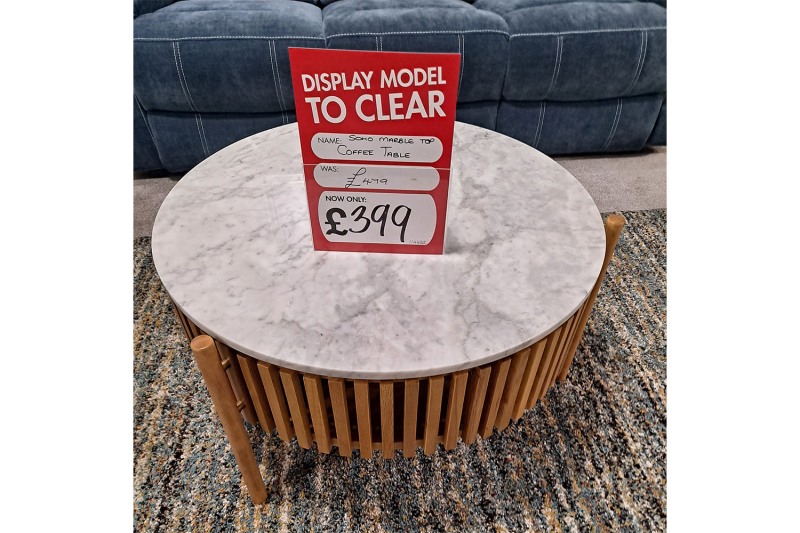 DISPLAY MODEL
TO CLEAR
NAME: SOHO MARBLE TOP
COFFEE TABLE
WAS:
£479
NOW ONLY:
£399